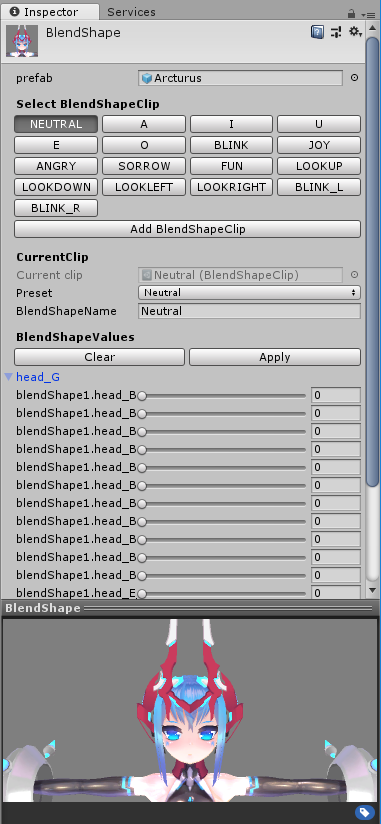 Inspector Services
BlendShape
prefab Arcturus
Select BlendShapeClip
NEUTRAL A I U
E O BLINK JOY
ANGRY SORROW FUN LOOKUP
LOOKDOWN LOOKLEFT LOOKRIGHT BLINK_L
BLINK_R
Add BlendShapeClip
CurrentClip
Current clip Neutral (BlendShapeClip)
Preset Neutral
BlendShapeName Neutral
BlendShapeValues
Clear Apply
head_G
blendShape1.head_B 0
blendShape1.head_B 0
blendShape1.head_B 0
blendShape1.head_B 0
blendShape1.head_B 0
blendShape1.head_B 0
blendShape1.head_B 0
blendShape1.head_B 0
blendShape1.head_B 0
blendShape1.head_B 0
blendShape1.head_B 0
blendShape1.head_E 0
BlendShape